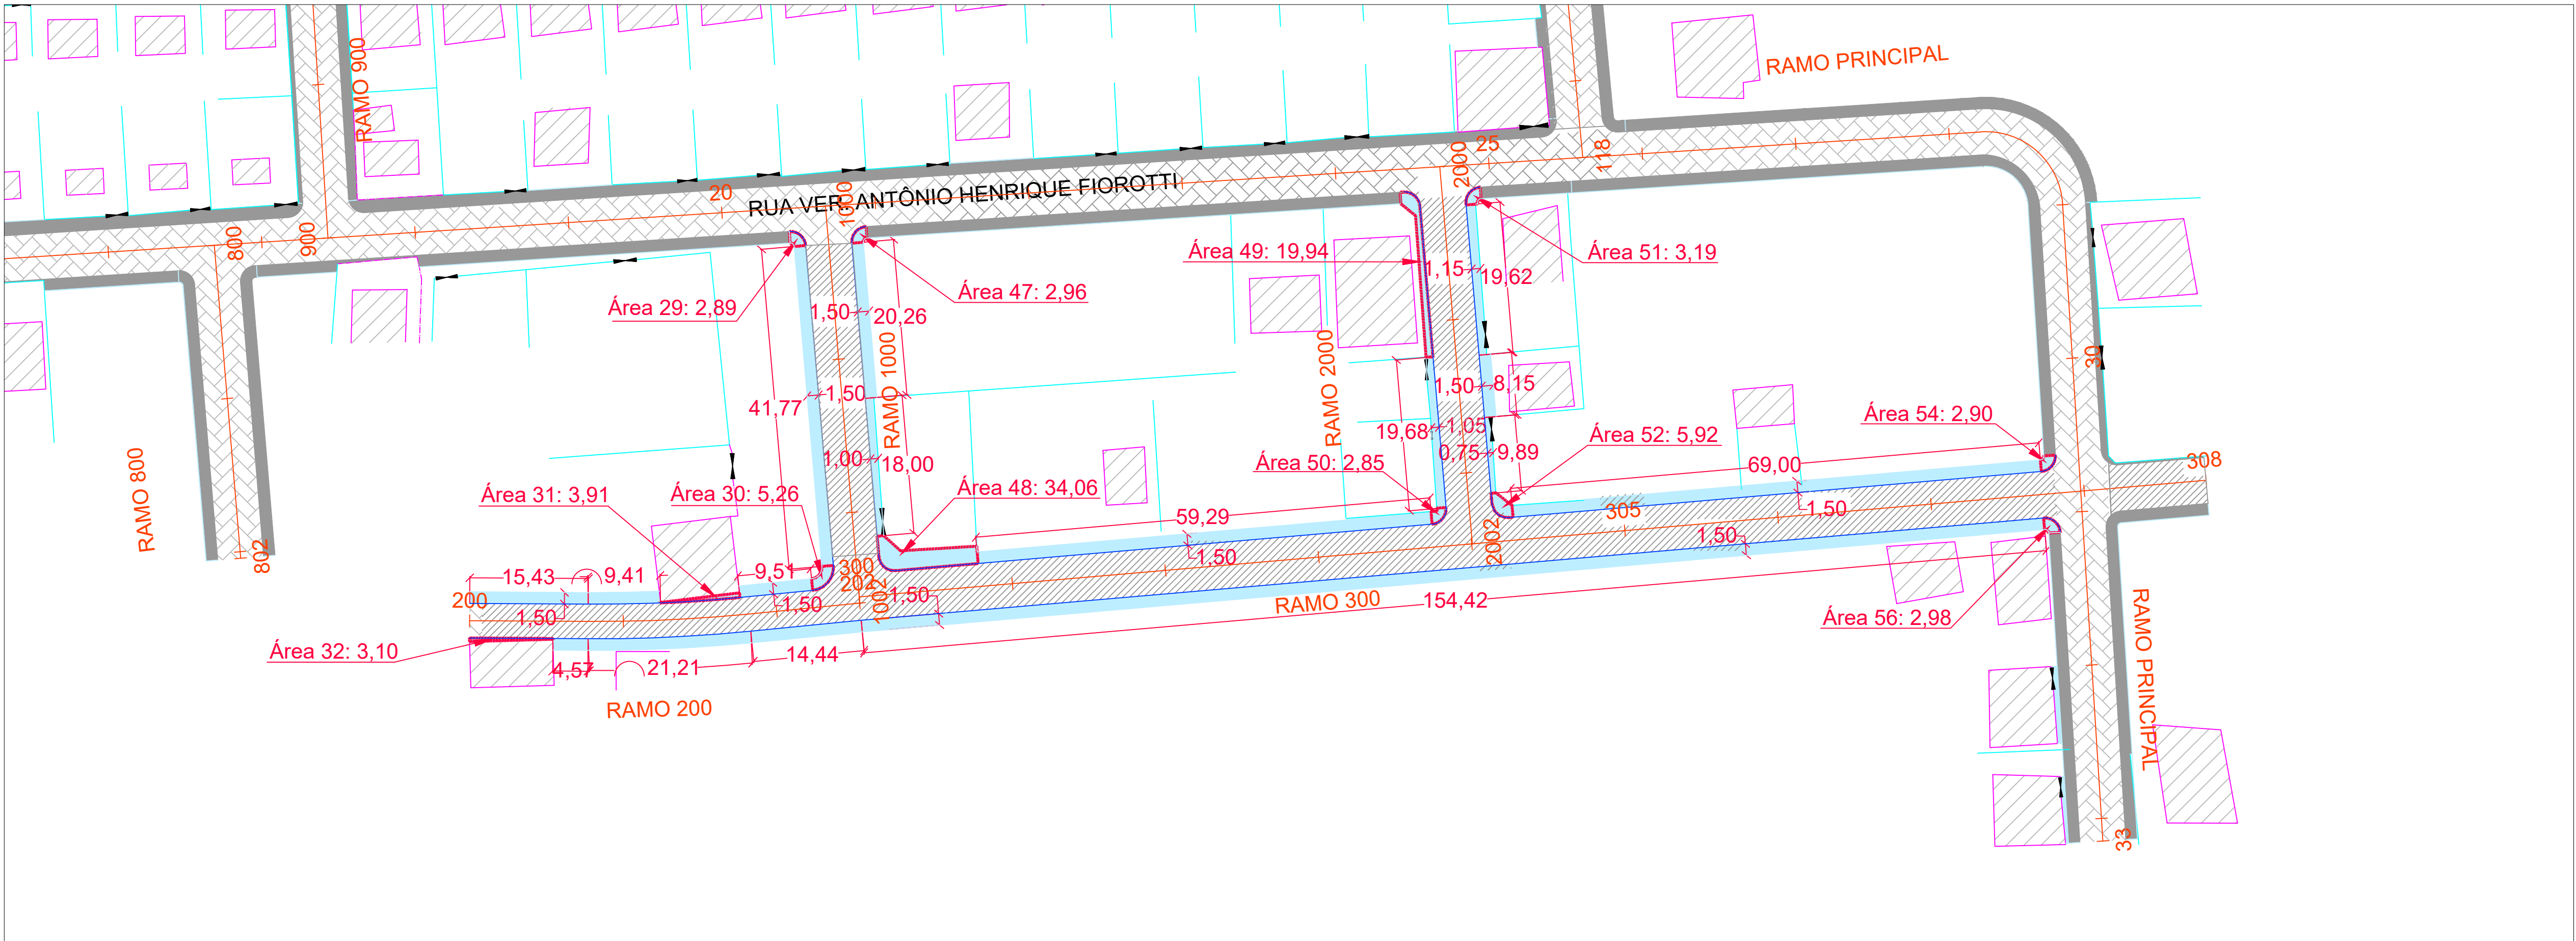 RAMO 900
RAMO PRINCIPAL
118
25
2000
20
1000
RUA VER. ANTÔNIO HENRIQUE FIOROTTI
800
900
Área 49: 19,94
Área 51: 3,19
1,15
19,62
Área 29: 2,89
Área 47: 2,96
1,50
20,26
RAMO 1000
RAMO 2000
30
41,77
1,50
1,50
8,15
Área 54: 2,90
19,68
1,05
Área 52: 5,92
1,00
18,00
0,75
9,89
Área 50: 2,85
69,00
308
RAMO 800
Área 31: 3,91
Área 30: 5,26
Área 48: 34,06
59,29
305
1,50
1,50
1,50
802
2002
15,43
9,41
9,51
300
202
1002
200
1,50
1,50
1,50
RAMO 300
154,42
Área 56: 2,98
RAMO PRINCIPAL
Área 32: 3,10
14,44
4,57
21,21
RAMO 200
33